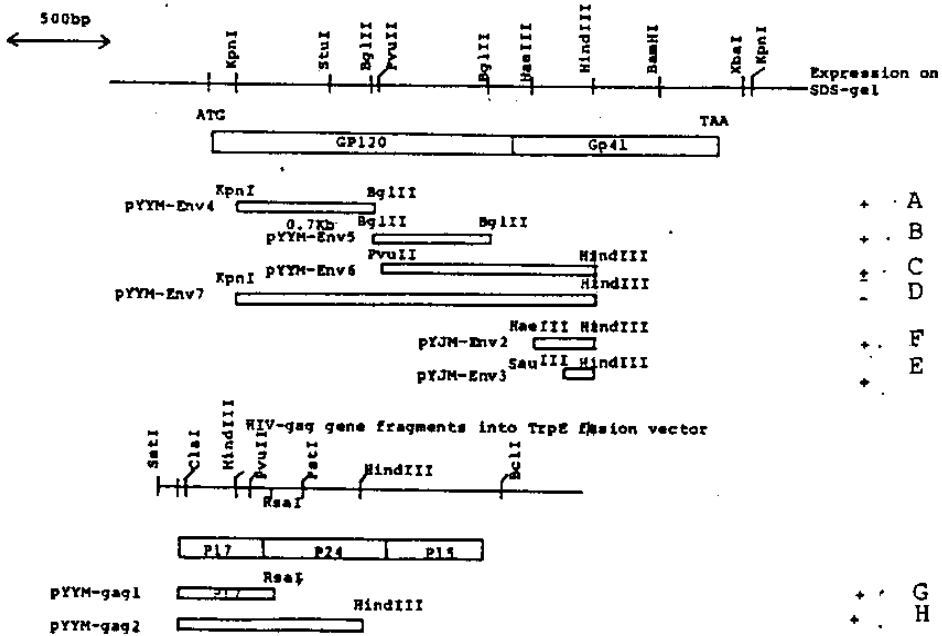 500bp
KpnI StuI BglII PvuII BglII HaeIII HindIII BamHI XbaI KpnI
Expression on
SDS-gel
ATG TAA
GP120 Gp41
KpnI BglII
pYYM-Env4 + A
0.7Kb BglII BglII
pYYM-Env5 + B
PvuII HindIII
pYYM-Env6 ± C
KpnI HindIII
pYYM-Env7 - D
HaeIII HindIII
pYJM-Env2 + F
SauIII HindIII E
pYJM-Env3 +
HIV-gag gene fragments into TrpE fusion vector
SstI ClaI HindIII PvuII PstI HindIII BclI
RsaI
P17 P24 P15
RsaI
pYYM-gag1 P17 + G
HindIII
pYYM-gag2 + H